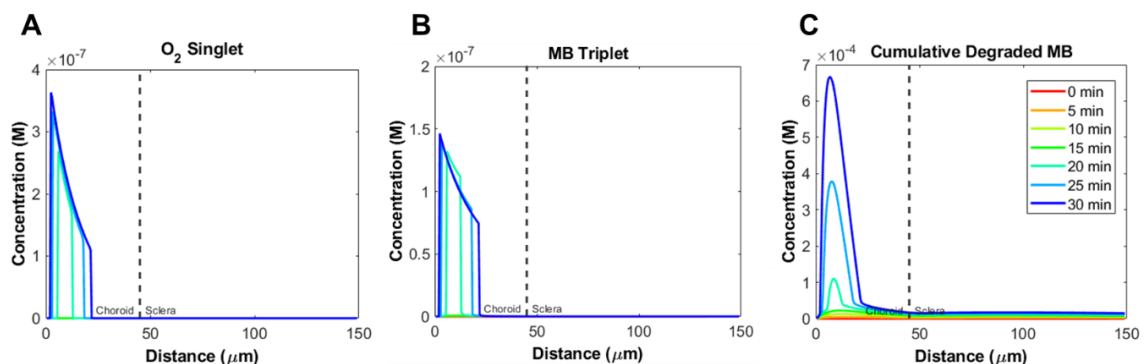 A
O2 Singlet
×10-7
4
3
2
1
0
Concentration (M)
Choroid
Sclera
0
50
100
150
Distance (μm)
B
MB Triplet
×10-7
2
1.5
1
0.5
0
Concentration (M)
Choroid
Sclera
0
50
100
150
Distance (μm)
C
Cumulative Degraded MB
×10-4
7
6
5
4
3
2
1
0
Concentration (M)
0 min
5 min
10 min
15 min
20 min
25 min
30 min
Choroid
Sclera
0
50
100
150
Distance (μm)